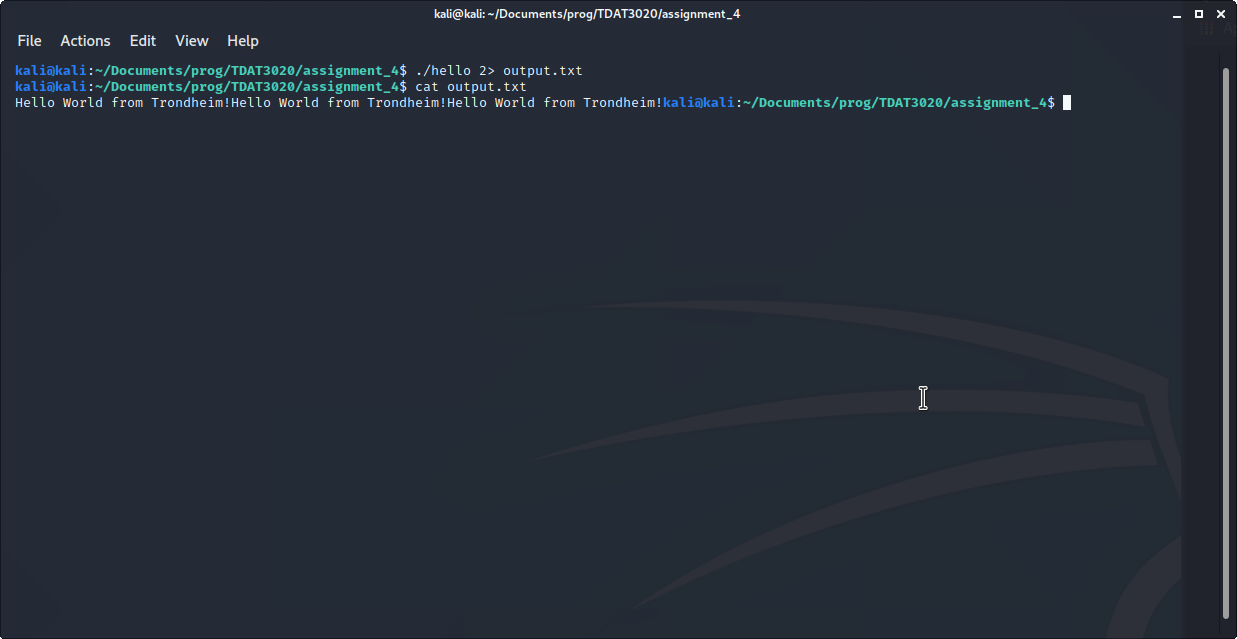 kali@kali: ~/Documents/prog/TDAT3020/assignment_4
File Actions Edit View Help
kali@kali:~/Documents/prog/TDAT3020/assignment_4$ ./hello 2> output.txt
kali@kali:~/Documents/prog/TDAT3020/assignment_4$ cat output.txt
Hello World from Trondheim!Hello World from Trondheim!Hello World from Trondheim!kali@kali:~/Documents/prog/TDAT3020/assignment_4$